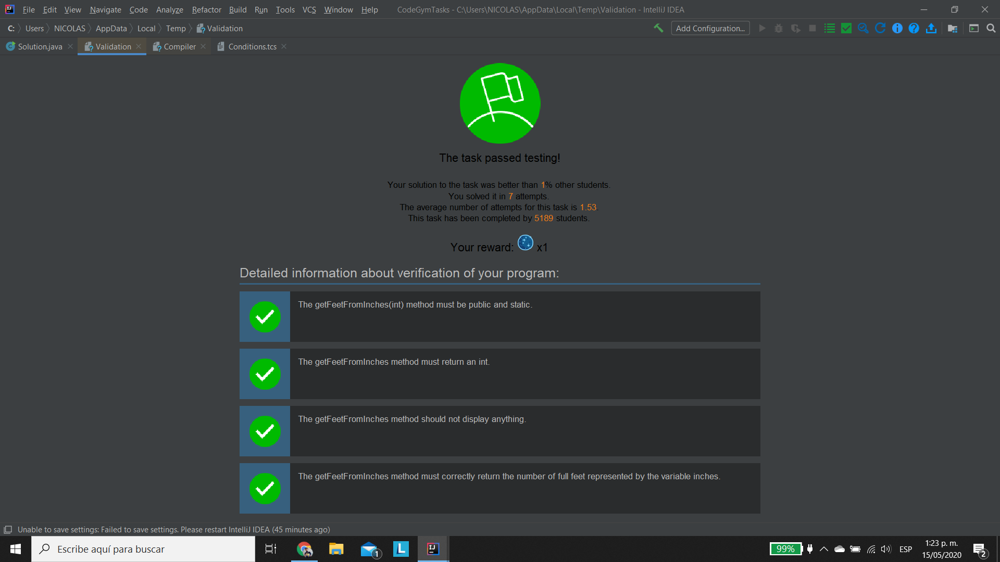 File Edit View Navigate Code Analyze Refactor Build Run Tools VCS Window Help CodeGymTasks - C:\Users\NICOLAS\AppData\Local\Temp\Validation - IntelliJ IDEA
C: Users NICOLAS AppData Local Temp Validation Add Configuration...
Solution.java Validation Compiler Conditions.tcs
The task passed testing!
Your solution to the task was better than 1% other students.
You solved it in 7 attempts.
The average number of attempts for this task is 1.53.
This task has been completed by 5189 students.
Your reward: x1
Detailed information about verification of your program:
The getFeetFromInches(int) method must be public and static.
The getFeetFromInches method must return an int.
The getFeetFromInches method should not display anything.
The getFeetFromInches method must correctly return the number of full feet represented by the variable inches.
Unable to save settings: Failed to save settings. Please restart IntelliJ IDEA (45 minutes ago)
Escribe aquí para buscar 1 L IJ 99% ESP 1:23 p. m.
15/05/2020 2